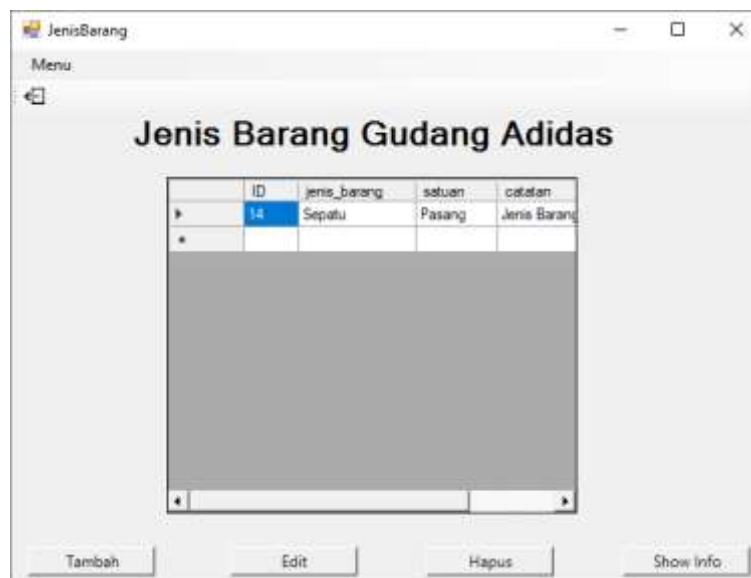 JenisBarang
Menu
Jenis Barang Gudang Adidas
ID jenis_barang satuan catatan
14 Sepatu Pasang Jenis Barang
Tambah Edit Hapus Show Info